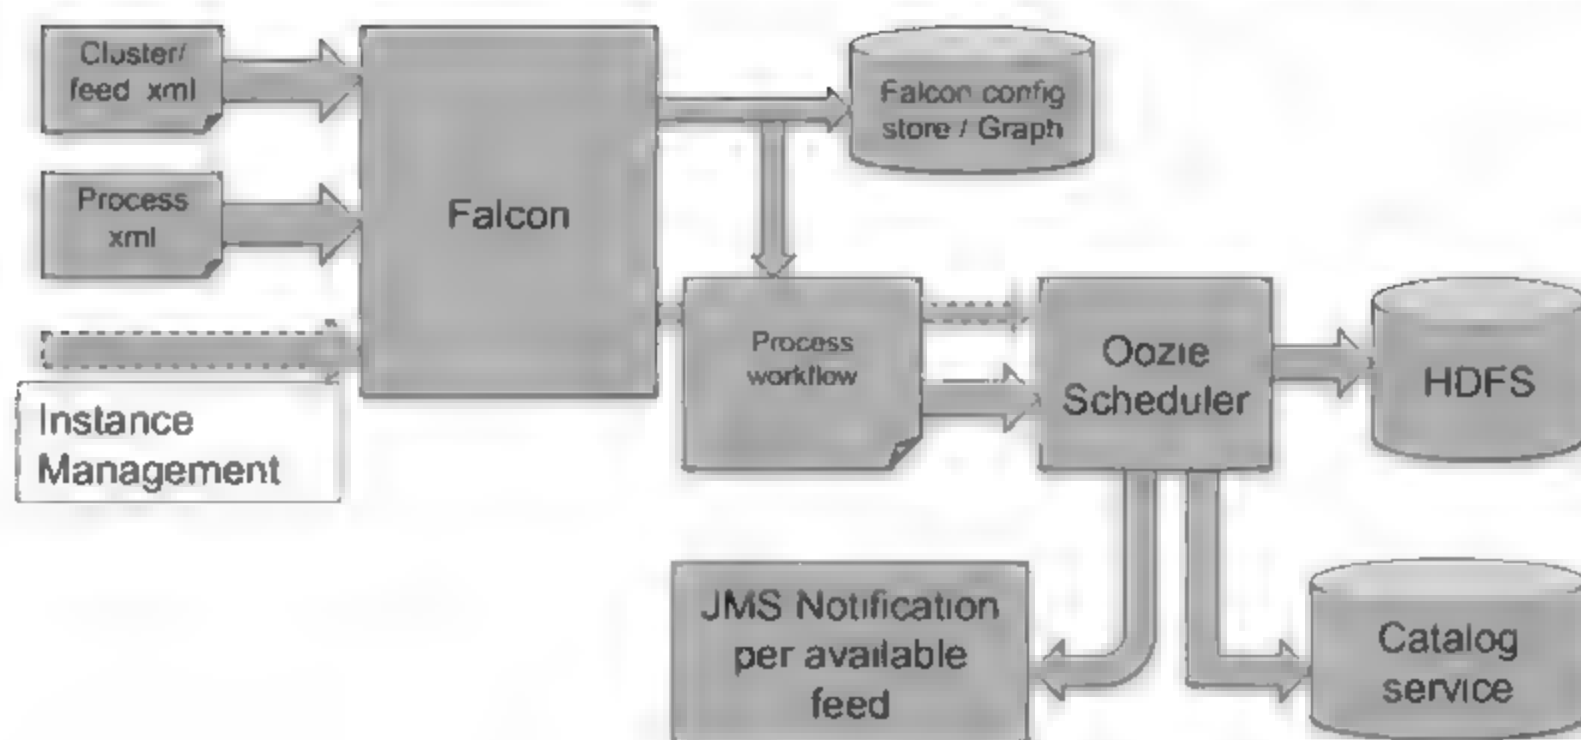 Cluster/
feed xml
Falcon config
store / Graph
Process
xml
Falcon
Process
workflow
Oozie
Scheduler
HDFS
Instance
Management
JMS Notification
per available
feed
Catalog
service